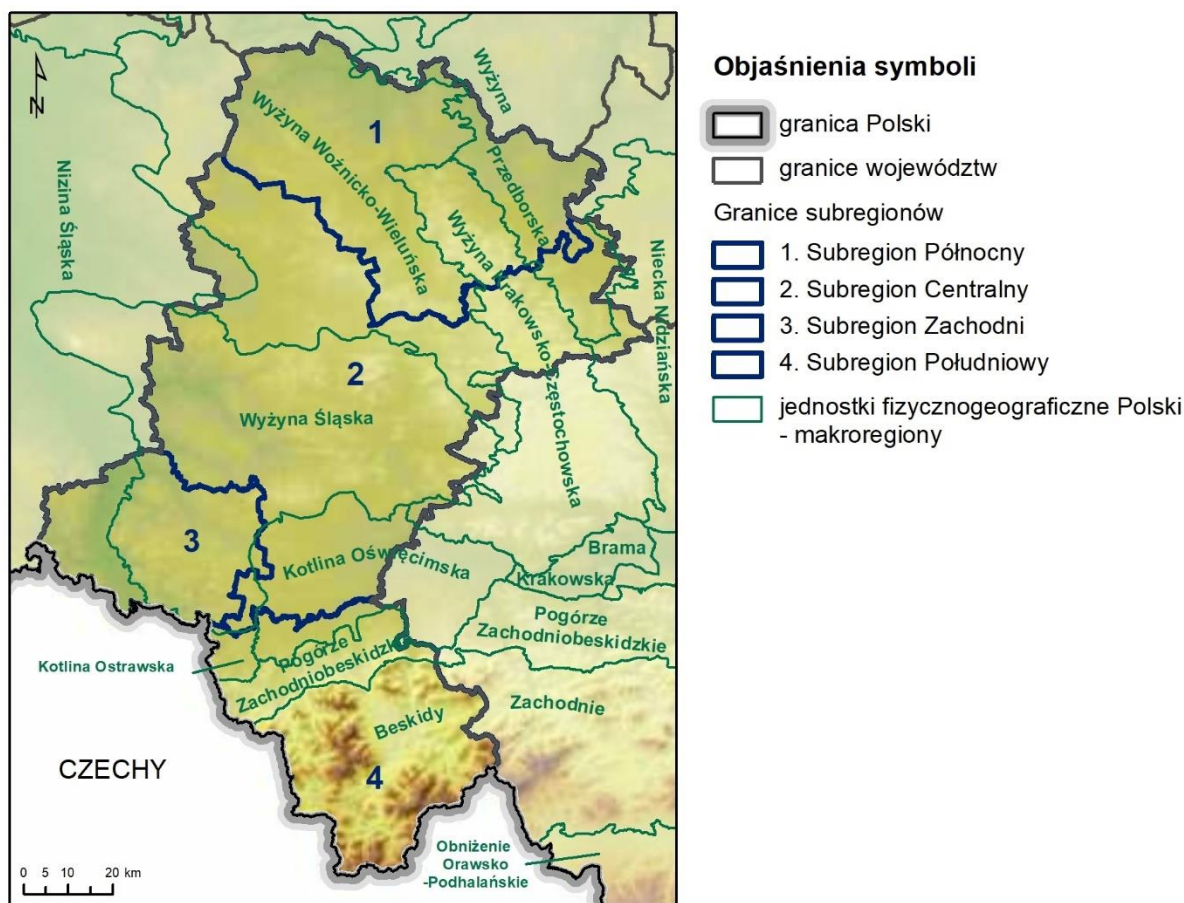 Wyżyna
Przedborska
Wyżyna Woźnicko-Wieluńska
1
Nizina Śląska
Wyżyna Krakowsko-Częstochowska
Niecka Nidziańska
2
Wyżyna Śląska
3
Kotlina Oświęcimska
Brama
Krakowska
Pogórze
Zachodniobeskidzkie
Kotlina Ostrawska
Pogórze
Zachodniobeskidzkie
Zachodnie
Beskidy
4
CZECHY
Obniżenie
Orawsko
-Podhalańskie
0 5 10 20 km
N
Objaśnienia symboli
granica Polski
granice województw
Granice subregionów
1. Subregion Północny
2. Subregion Centralny
3. Subregion Zachodni
4. Subregion Południowy
jednostki fizycznogeograficzne Polski
- makroregiony